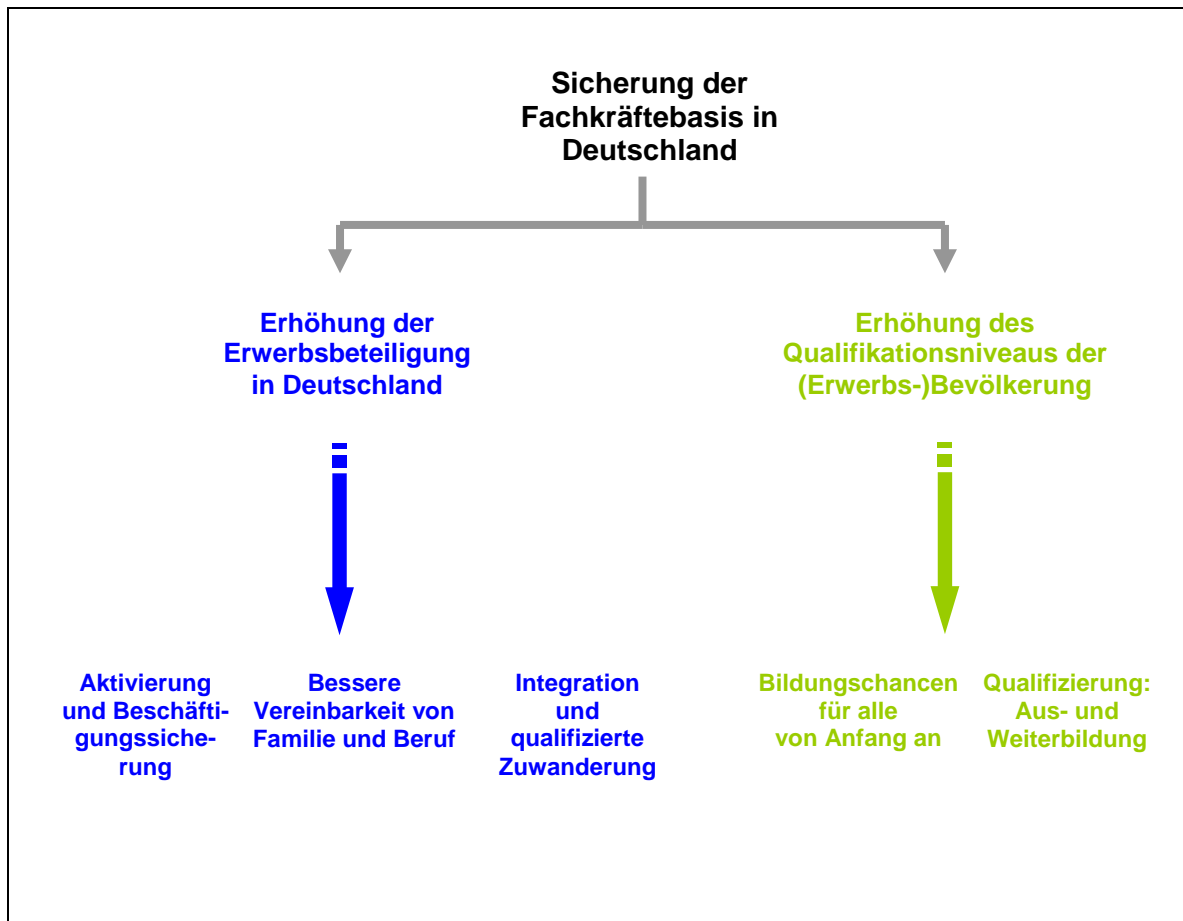 Sicherung der
Fachkräftebasis in
Deutschland
Erhöhung der
Erwerbsbeteiligung
in Deutschland
Erhöhung des
Qualifikationsniveaus der
(Erwerbs-)Bevölkerung
Aktivierung
und Beschäfti-
gungssiche-
rung
Bessere
Vereinbarkeit von
Familie und Beruf
Integration
und
qualifizierte
Zuwanderung
Bildungschancen
für alle
von Anfang an
Qualifizierung:
Aus- und
Weiterbildung